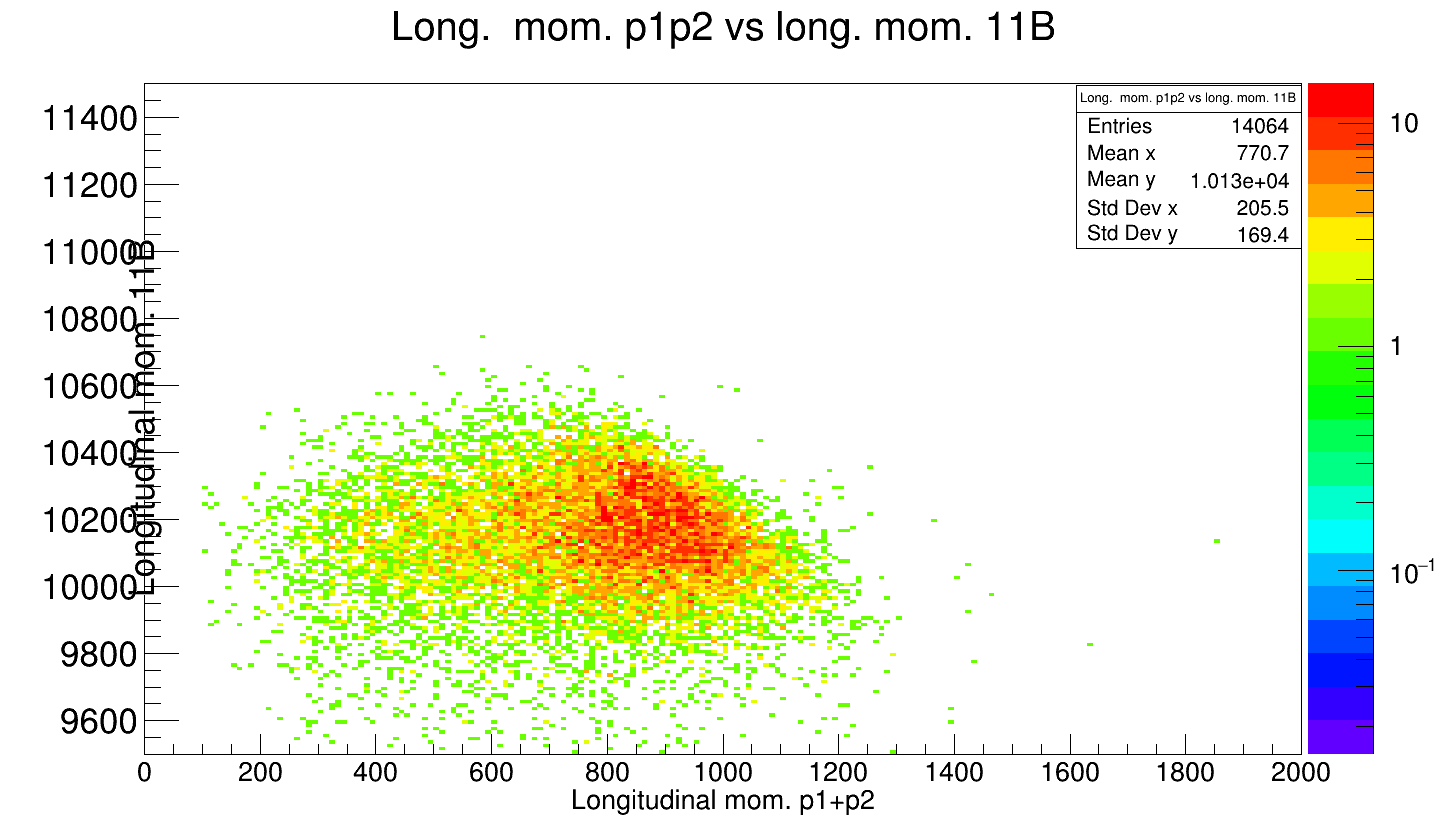 Long. mom. p1p2 vs long. mom. 11B
Long. mom. p1p2 vs long. mom. 11B
Entries 14064
Mean x 770.7
Mean y 1.013e+04
Std Dev x 205.5
Std Dev y 169.4
11400
11200
11000
10800
10600
10400
10200
10000
9800
9600
Longitudinal mom. 11B
10
1
10⁻¹
0 200 400 600 800 1000 1200 1400 1600 1800 2000
Longitudinal mom. p1+p2